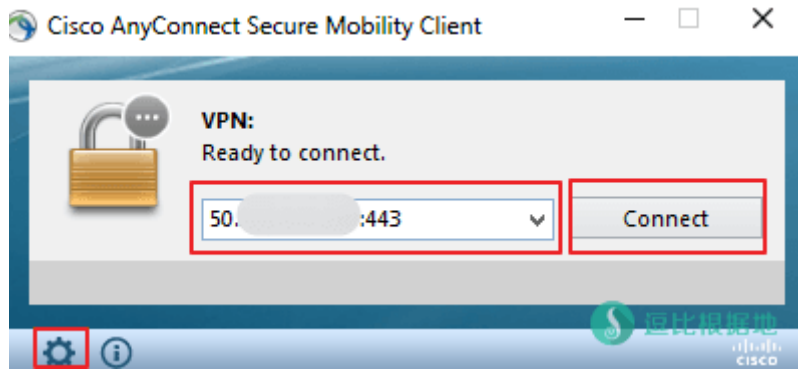 Cisco AnyConnect Secure Mobility Client
VPN:
Ready to connect.
50. :443
Connect
逗比根据地
CISCO